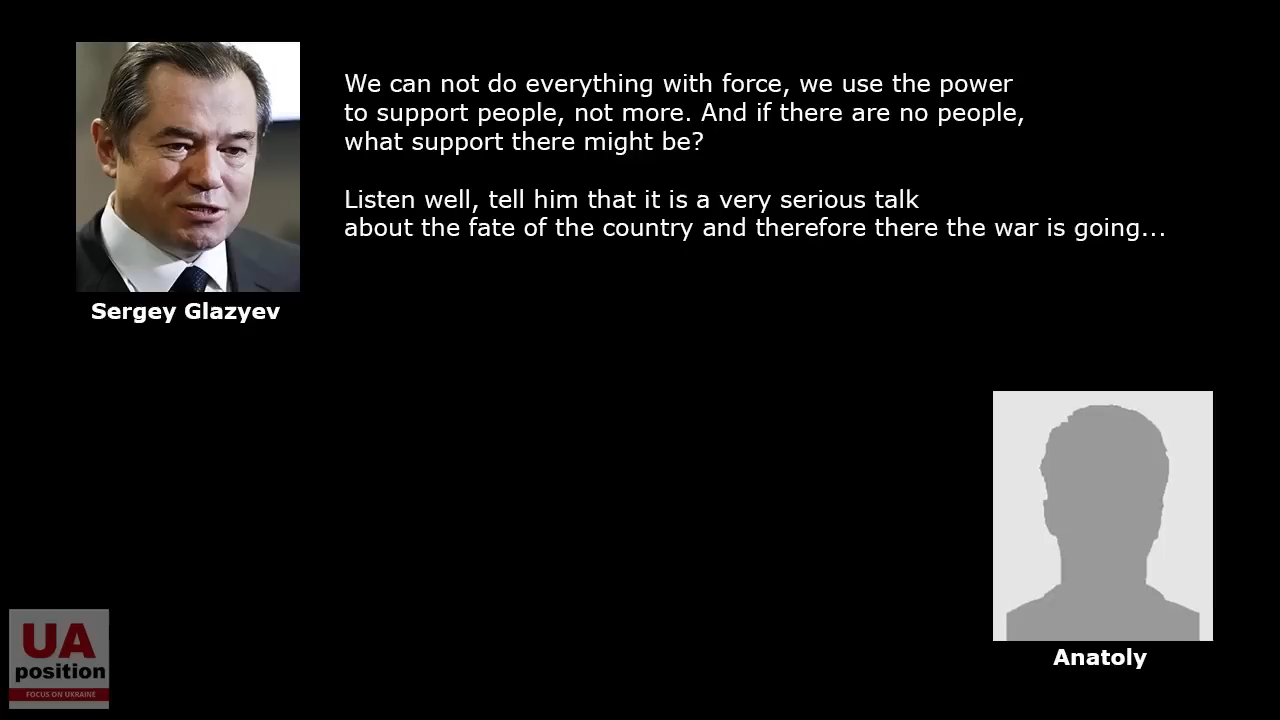 We can not do everything with force, we use the power
to support people, not more. And if there are no people,
what support there might be?
Listen well, tell him that it is a very serious talk
about the fate of the country and therefore there the war is going...
Sergey Glazyev
Anatoly
UA
position
FOCUS ON UKRAINE